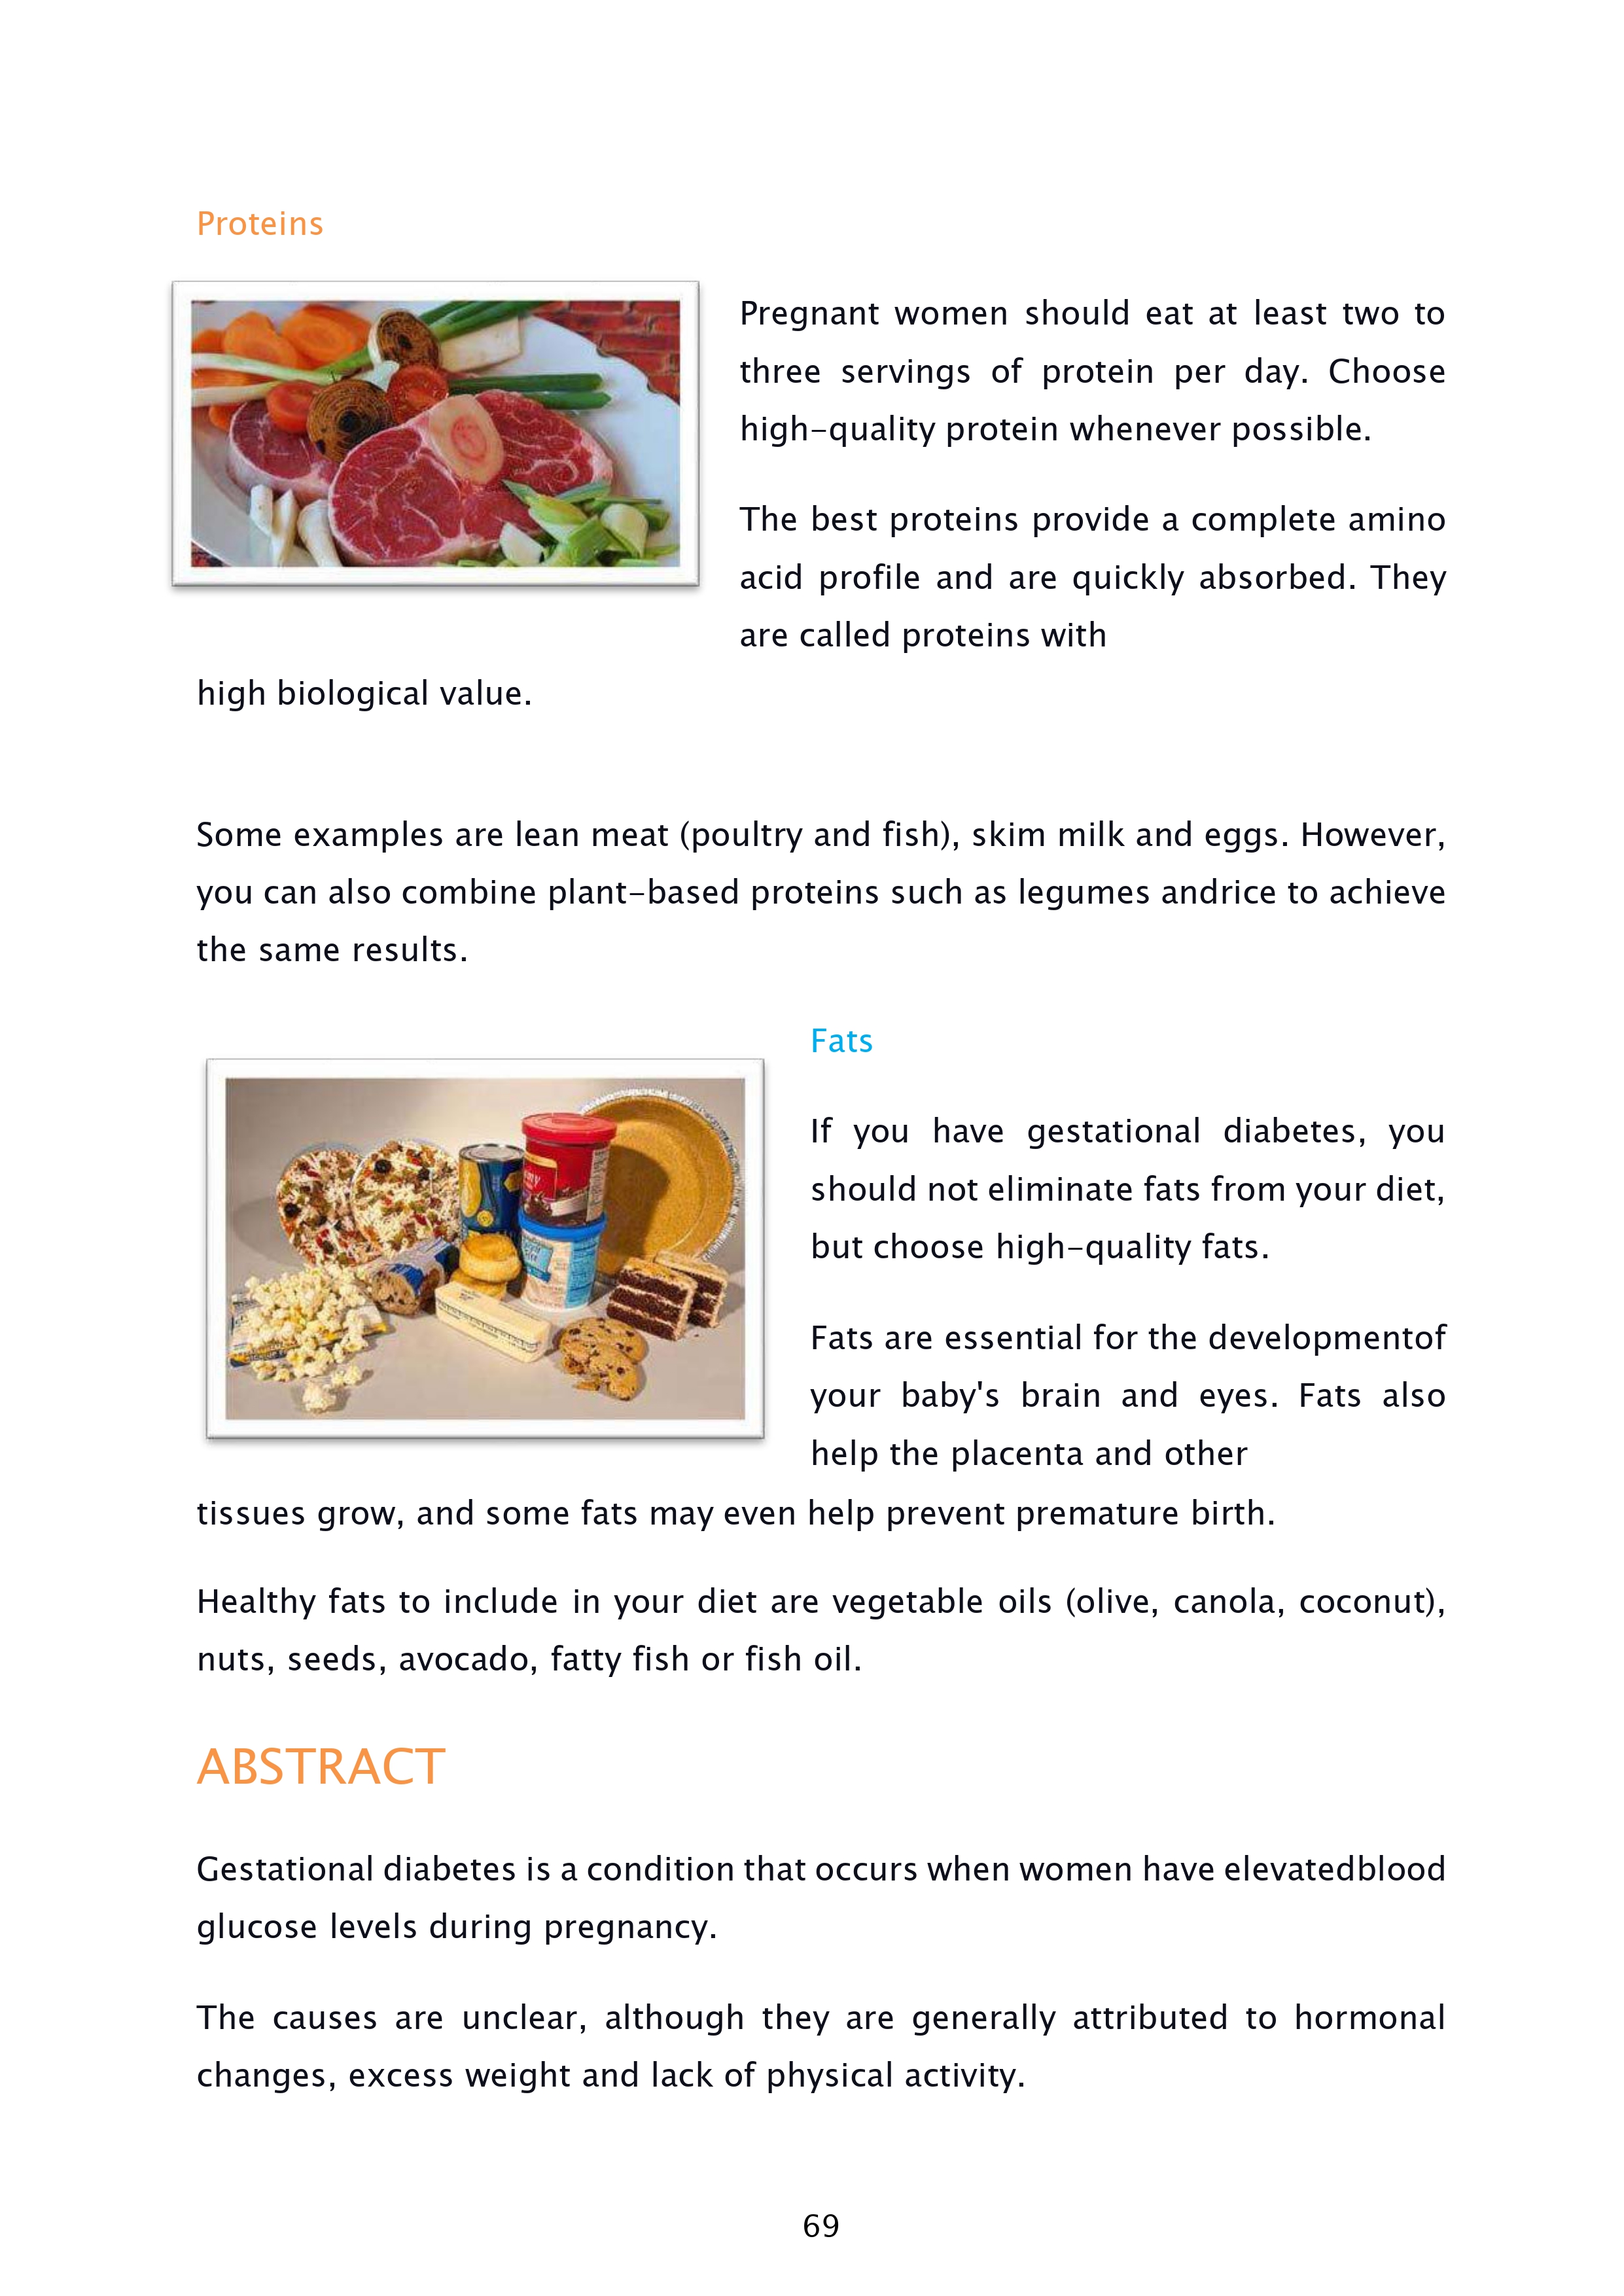 Proteins
Pregnant women should eat at least two to
three servings of protein per day. Choose
high-quality protein whenever possible.
The best proteins provide a complete amino
acid profile and are quickly absorbed. They
are called proteins with
high biological value.
Some examples are lean meat (poultry and fish), skim milk and eggs. However,
you can also combine plant-based proteins such as legumes andrice to achieve
the same results.
Fats
If you have gestational diabetes, you
should not eliminate fats from your diet,
but choose high-quality fats.
Fats are essential for the developmentof
your baby's brain and eyes. Fats also
help the placenta and other
tissues grow, and some fats may even help prevent premature birth.
Healthy fats to include in your diet are vegetable oils (olive, canola, coconut),
nuts, seeds, avocado, fatty fish or fish oil.
ABSTRACT
Gestational diabetes is a condition that occurs when women have elevatedblood
glucose levels during pregnancy.
The causes are unclear, although they are generally attributed to hormonal
changes, excess weight and lack of physical activity.
69